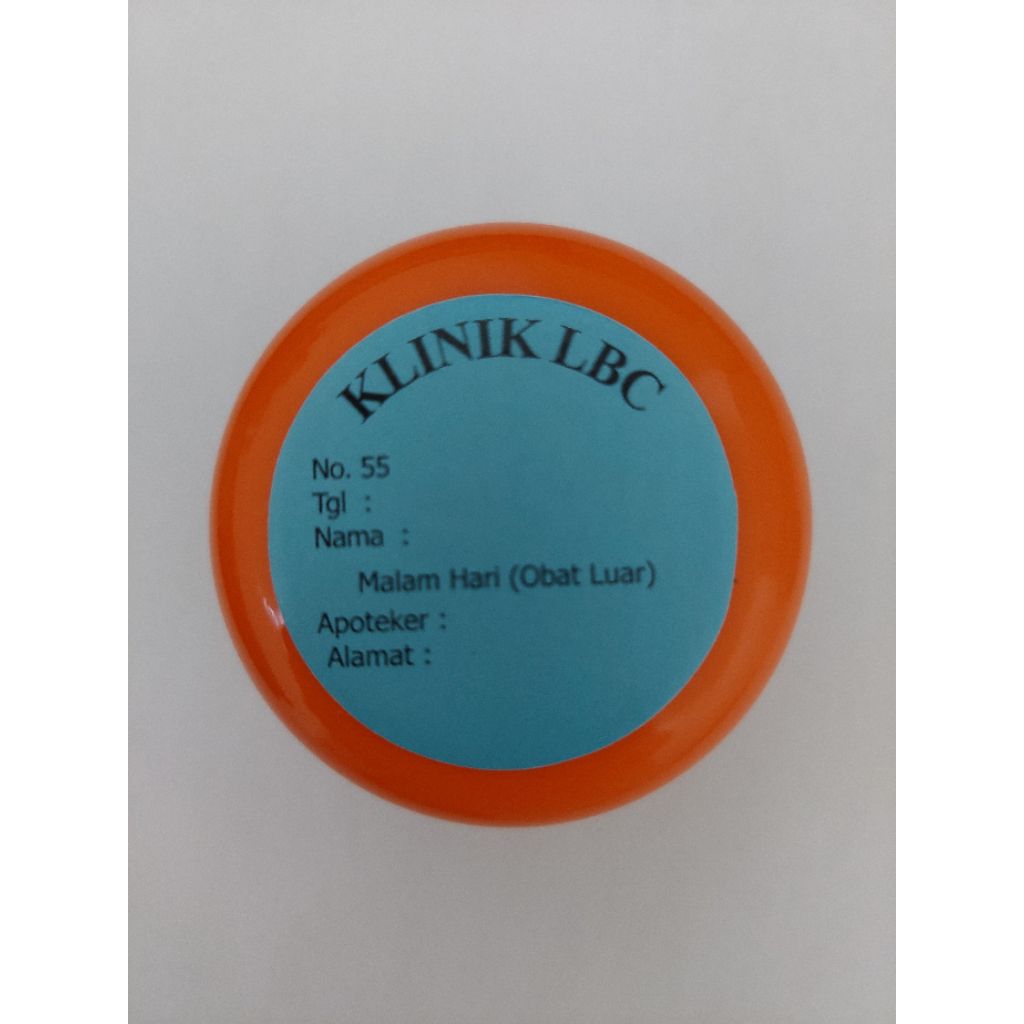 KLINIK LBC
No. 55
Tgl :
Nama :
Malam Hari (Obat Luar)
Apoteker :
Alamat :